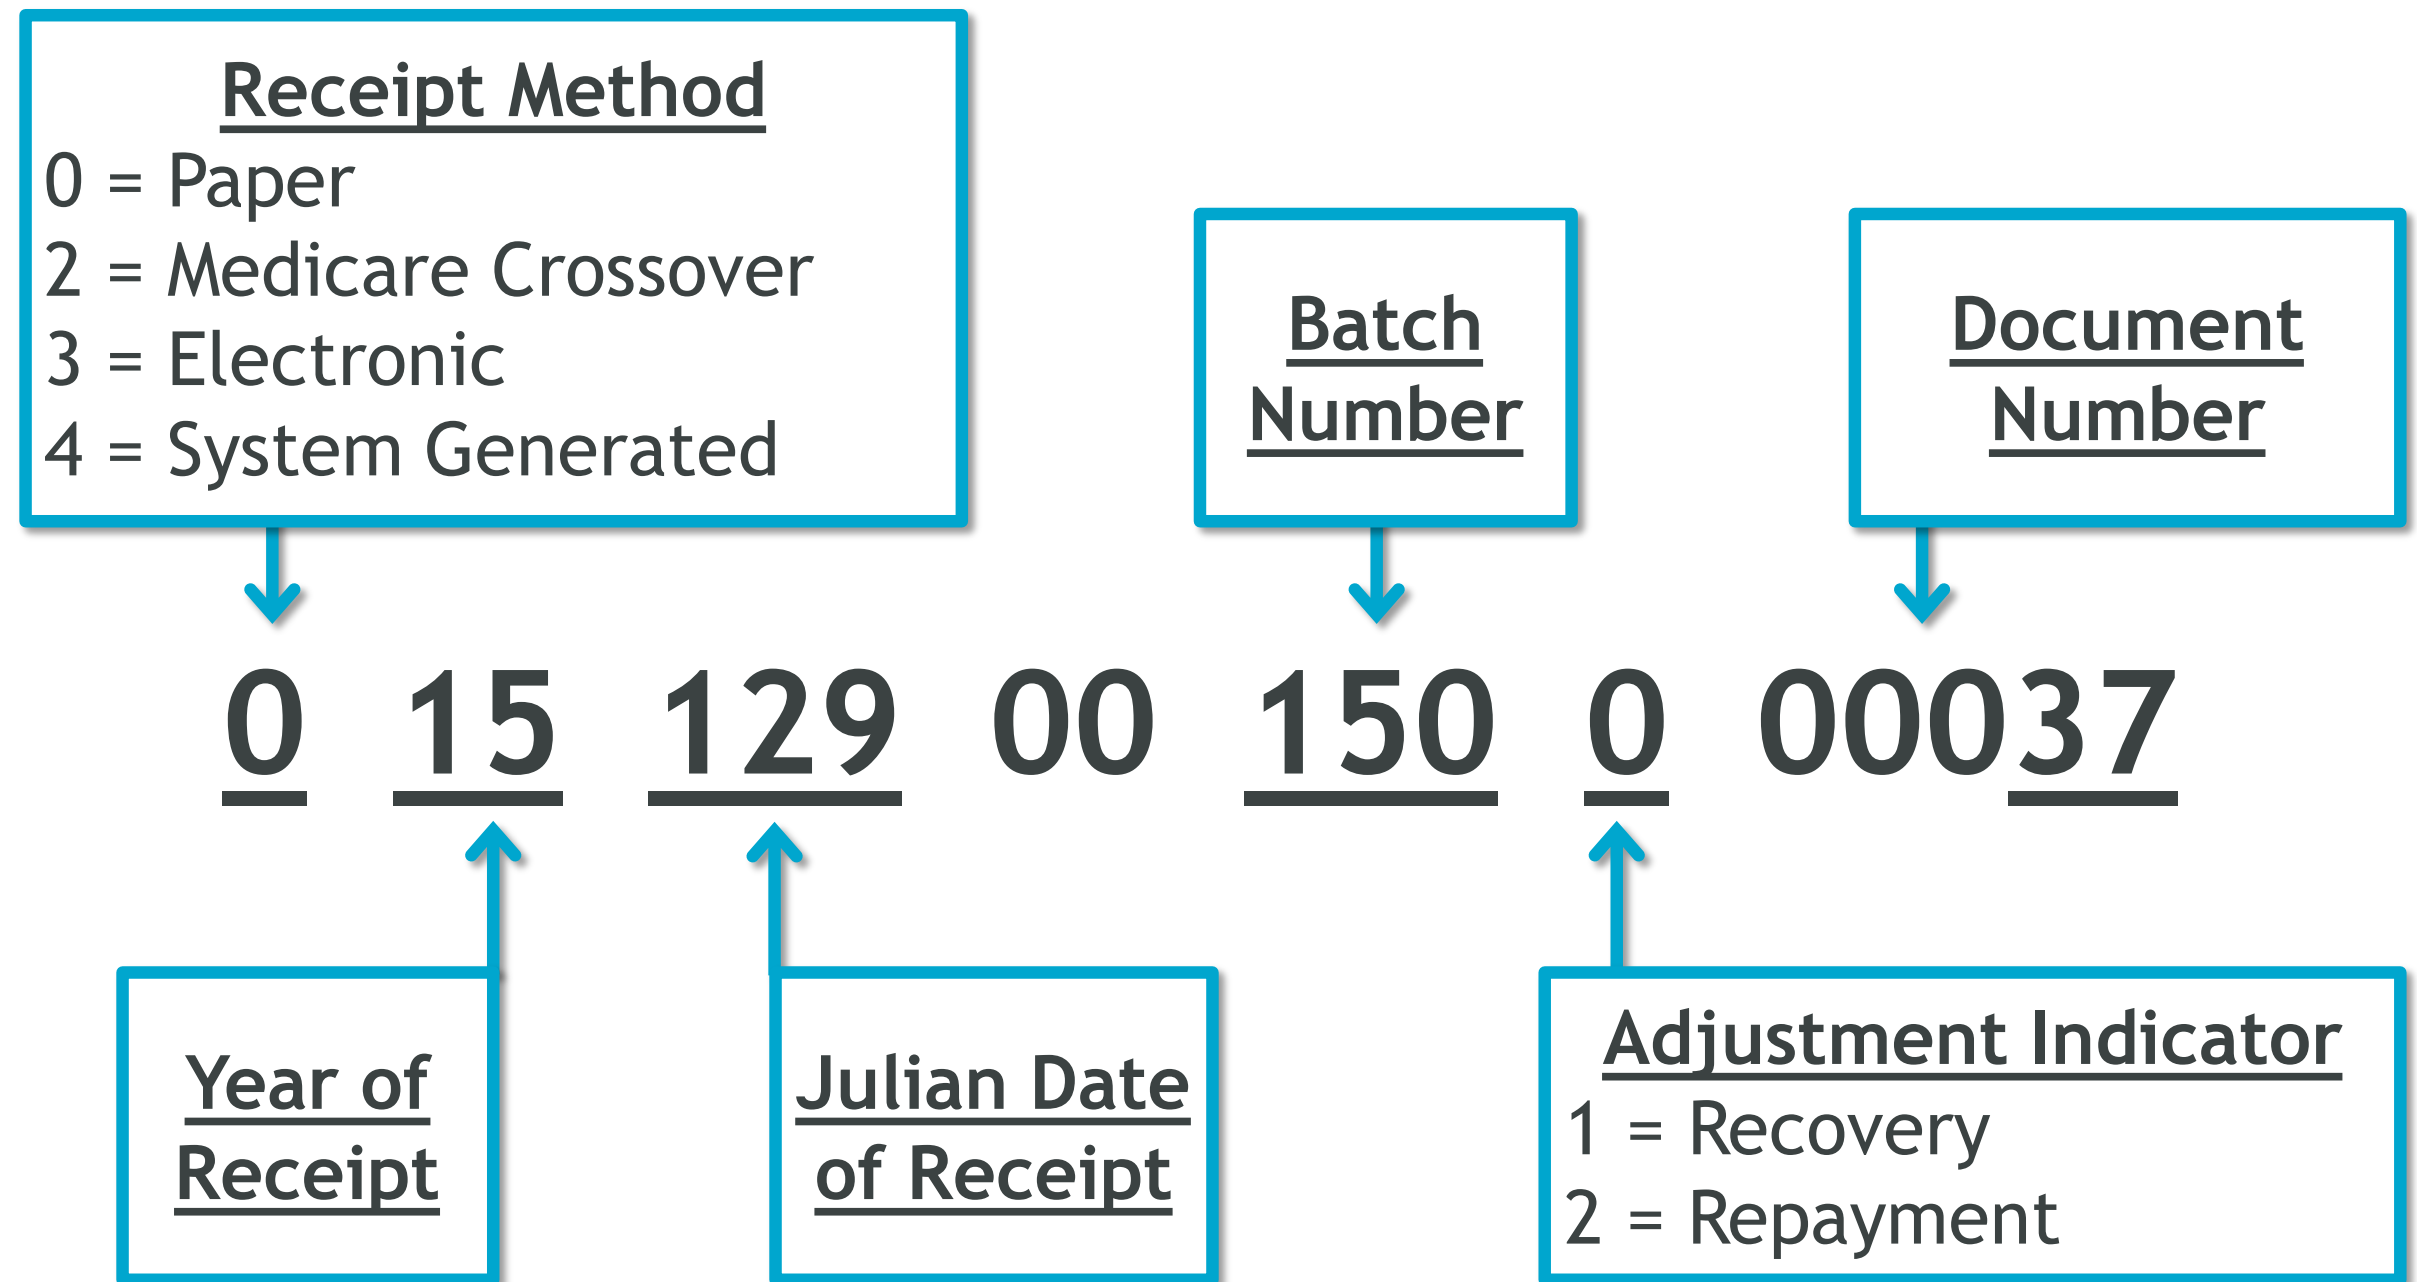 Receipt Method
0 = Paper
2 = Medicare Crossover
3 = Electronic
4 = System Generated
Batch
Number
Document
Number
0 15 129 00 150 0 00037
Year of
Receipt
Julian Date
of Receipt
Adjustment Indicator
1 = Recovery
2 = Repayment